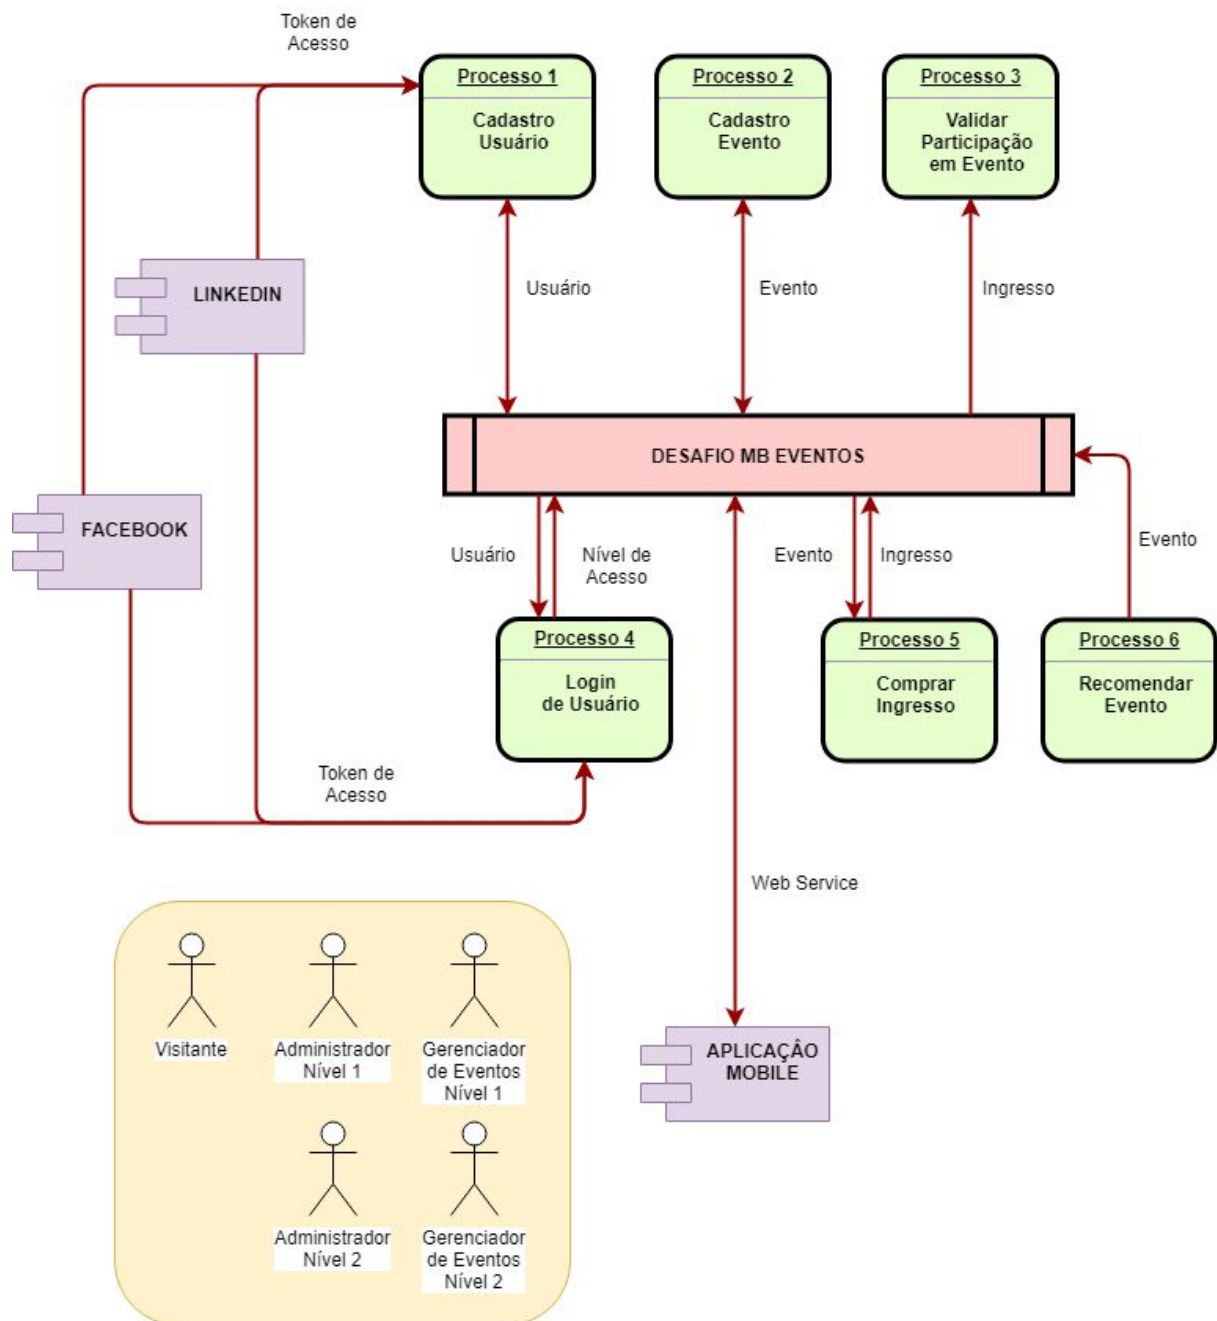 Token de
Acesso
Processo 1
Cadastro
Usuário
Processo 2
Cadastro
Evento
Processo 3
Validar
Participação
em Evento
LINKEDIN
Usuário
Evento
Ingresso
DESAFIO MB EVENTOS
FACEBOOK
Usuário
Nível de
Acesso
Evento
Ingresso
Evento
Processo 4
Login
de Usuário
Processo 5
Comprar
Ingresso
Processo 6
Recomendar
Evento
Token de
Acesso
Web Service
Visitante
Administrador
Nível 1
Gerenciador
de Eventos
Nível 1
APLICAÇÂO
MOBILE
Administrador
Nível 2
Gerenciador
de Eventos
Nível 2